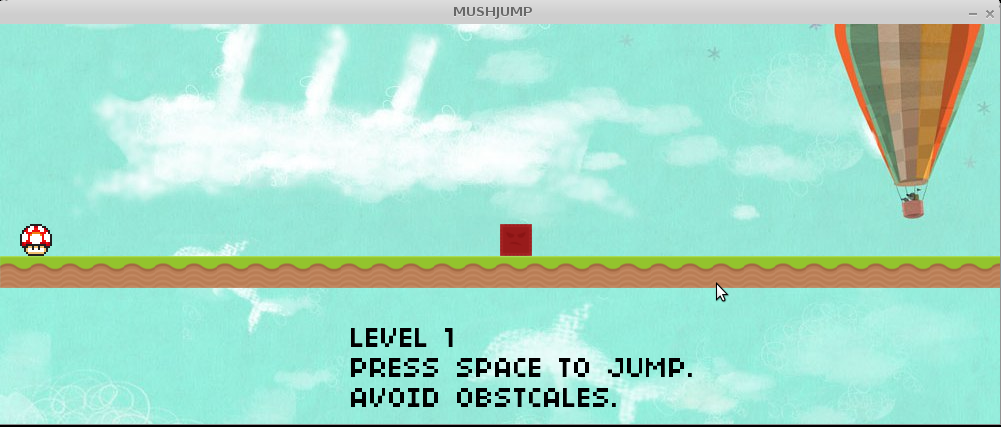 MUSHJUMP
LEVEL 1
PRESS SPACE TO JUMP.
AVOID OBSTCALES.